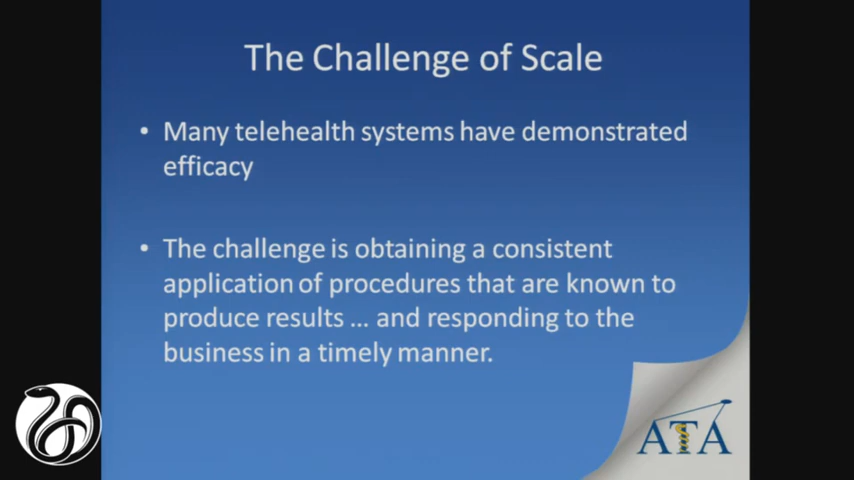 The Challenge of Scale
• Many telehealth systems have demonstrated
efficacy
• The challenge is obtaining a consistent
application of procedures that are known to
produce results ... and responding to the
business in a timely manner.
ATA